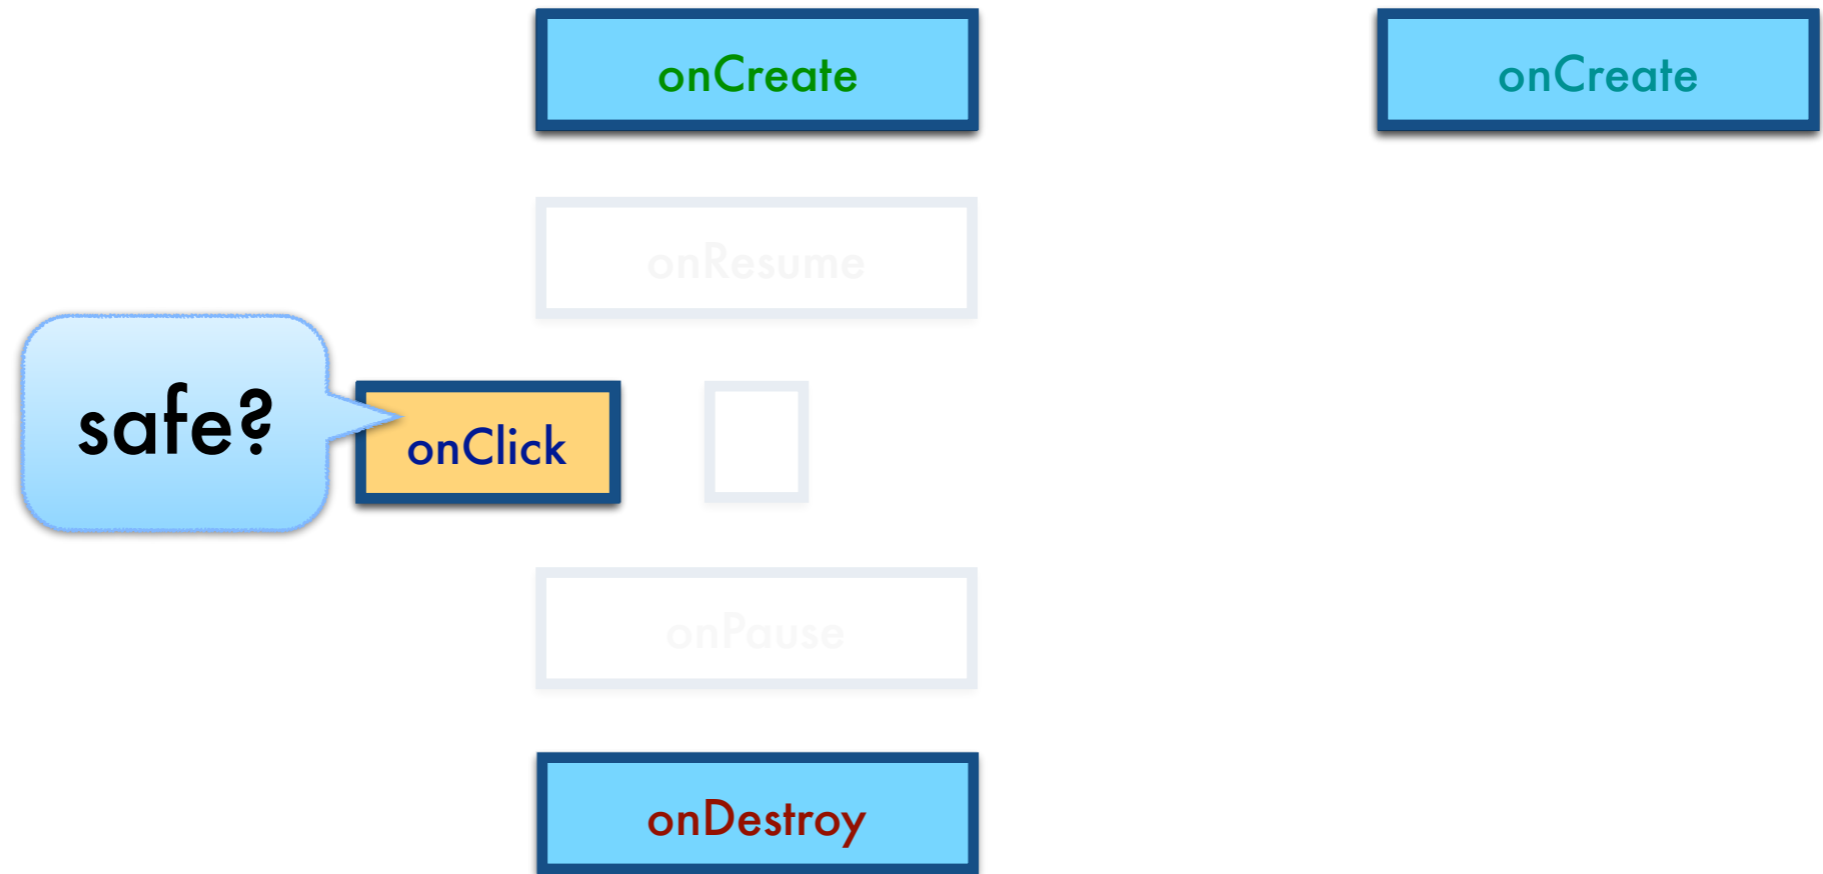 onCreate
onCreate
onResume
safe?
onClick
onPause
onDestroy